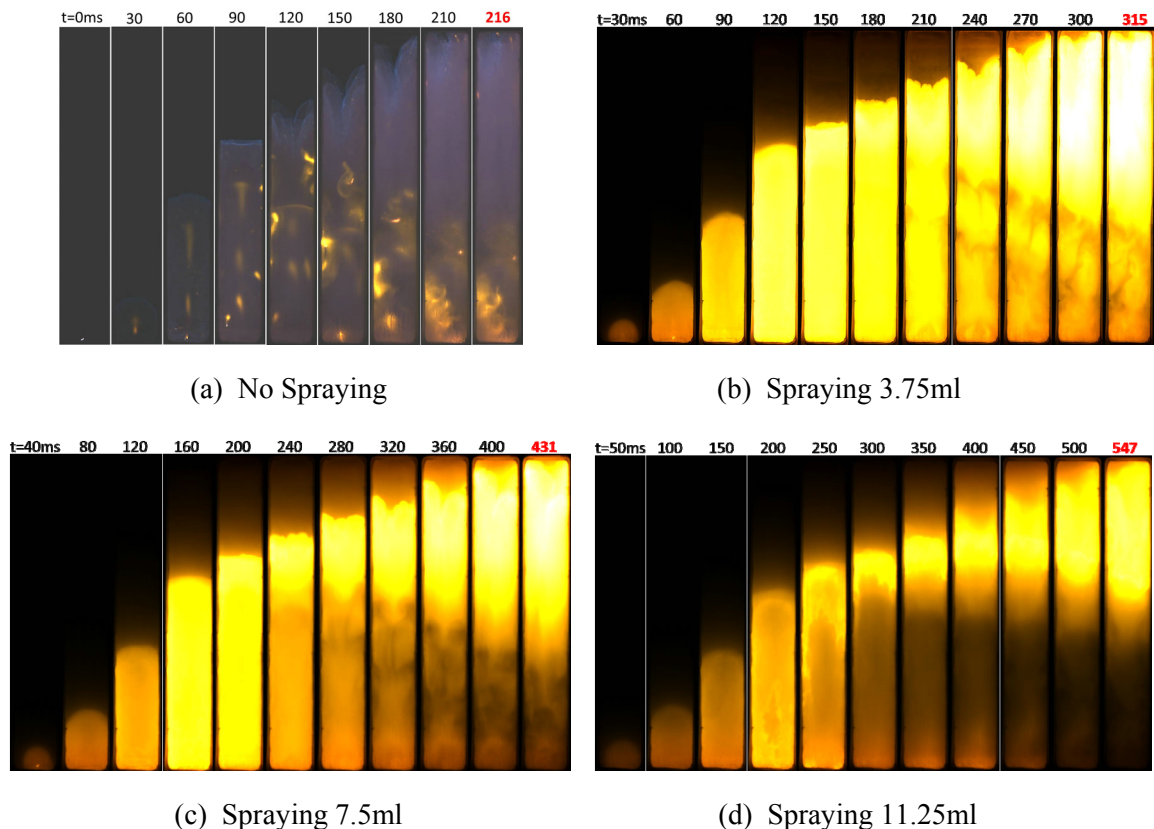 t=0ms 30 60 90 120 150 180 210 216
(a) No Spraying
t=30ms 60 90 120 150 180 210 240 270 300 315
(b) Spraying 3.75ml
t=40ms 80 120 160 200 240 280 320 360 400 431
(c) Spraying 7.5ml
t=50ms 100 150 200 250 300 350 400 450 500 547
(d) Spraying 11.25ml